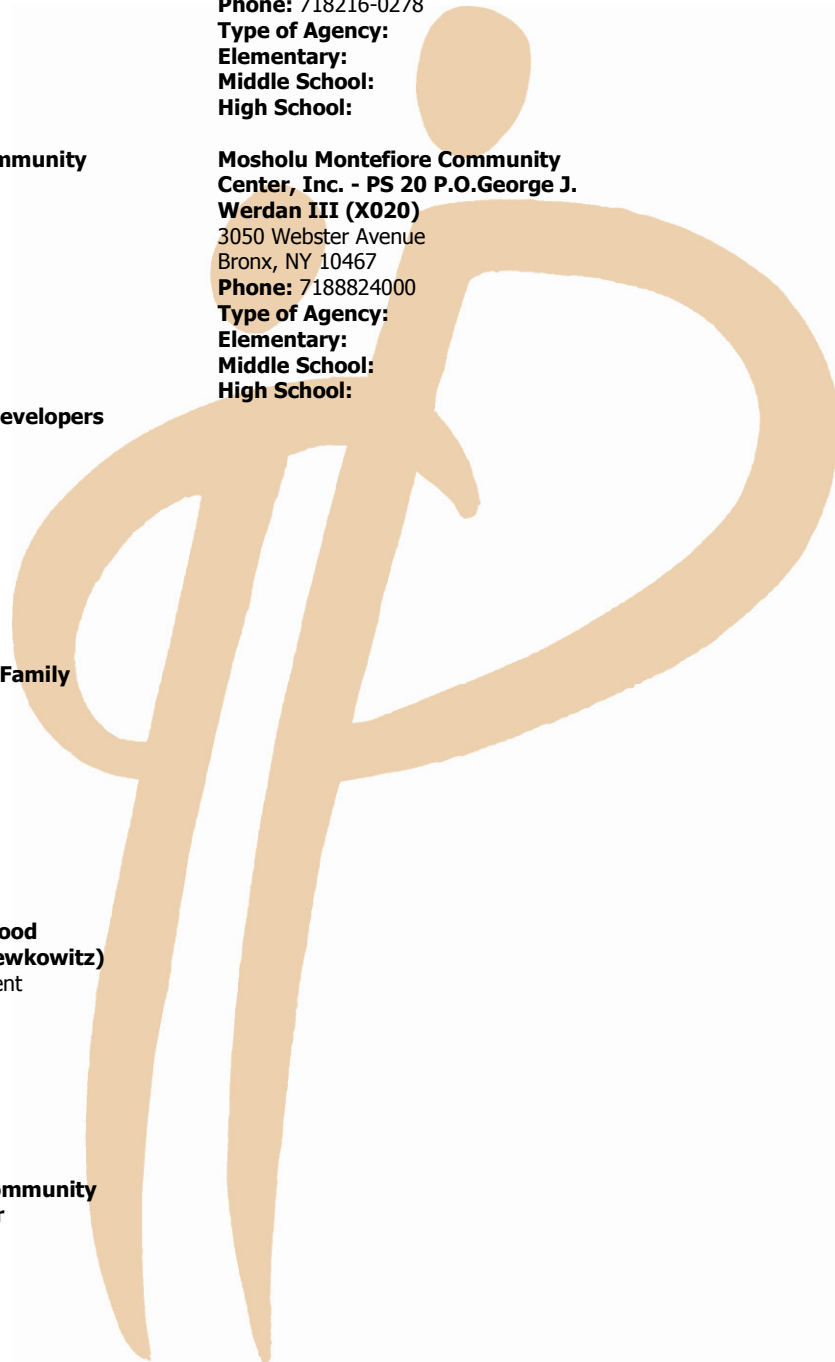 Phone: 718216-0278
Type of Agency:
Elementary:
Middle School:
High School:
Mosholu Montefiore Community
Center, Inc. - PS 20 P.O.George J.
Werdan III (X020)
3050 Webster Avenue
Bronx, NY 10467
Phone: 7188824000
Type of Agency:
Elementary:
Middle School:
High School:
mmunity
evelopers
Family
ood
ewkowitz)
ent
mmunity
r